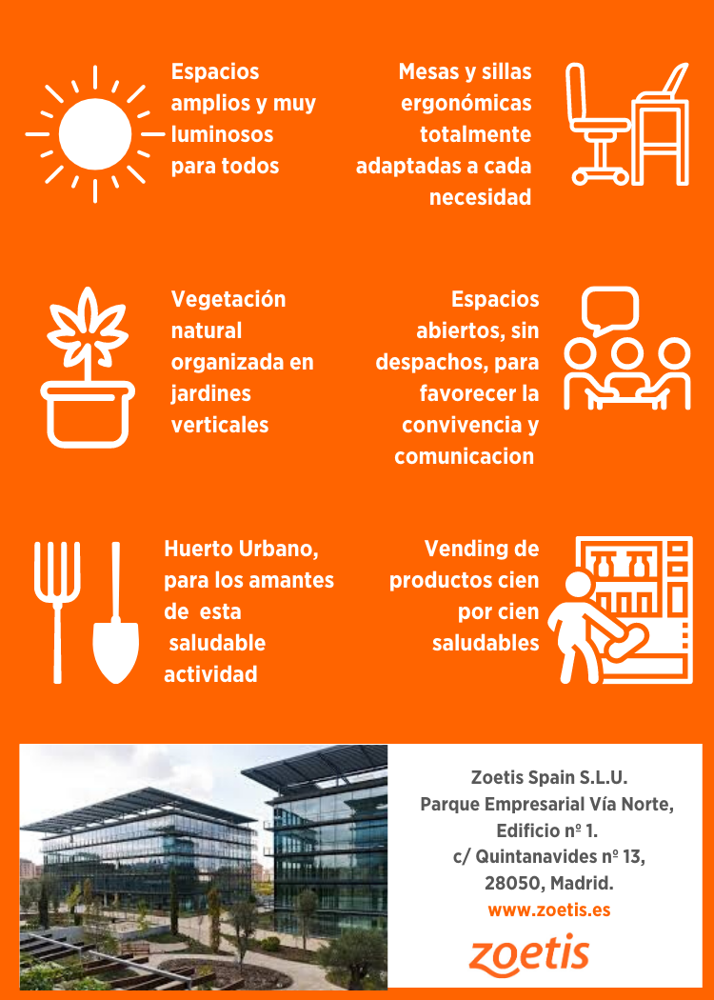 Espacios
amplios y muy
luminosos
para todos
Mesas y sillas
ergonómicas
totalmente
adaptadas a cada
necesidad
Vegetación
natural
organizada en
jardines
verticales
Espacios
abiertos, sin
despachos, para
favorecer la
convivencia y
comunicacion
Huerto Urbano,
para los amantes
de esta
saludable
actividad
Vending de
productos cien
por cien
saludables
Zoetis Spain S.L.U.
Parque Empresarial Vía Norte,
Edificio nº 1.
c/ Quintanavides nº 13,
28050, Madrid.
www.zoetis.es
zoetis